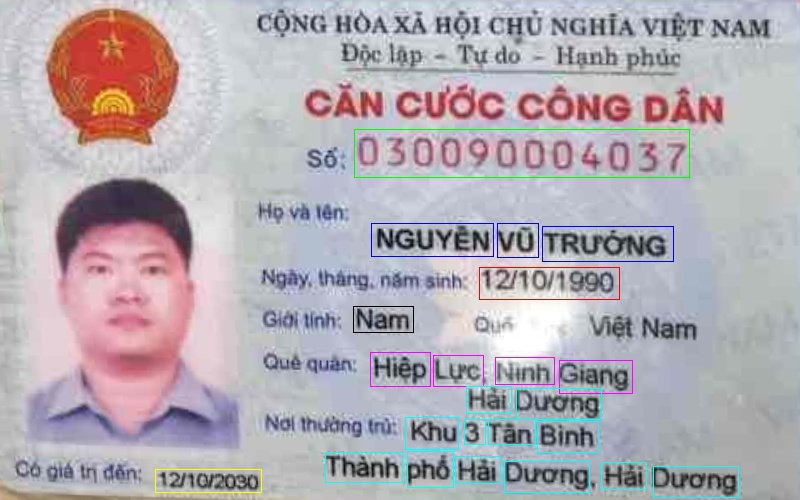 CỘNG HÒA XÃ HỘI CHỦ NGHĨA VIỆT NAM
Độc lập - Tự do - Hạnh phúc
CĂN CƯỚC CÔNG DÂN
Số: 030090004037
Họ và tên:
NGUYỄN VŨ TRƯỞNG
Ngày, tháng, năm sinh: 12/10/1990
Giới tính: Nam Quố Việt Nam
Quê quán: Hiệp Lực, Ninh Giang
Hải Dương
Nơi thường trú: Khu 3 Tân Bình
Thành phố Hải Dương, Hải Dương
Có giá trị đến: 12/10/2030